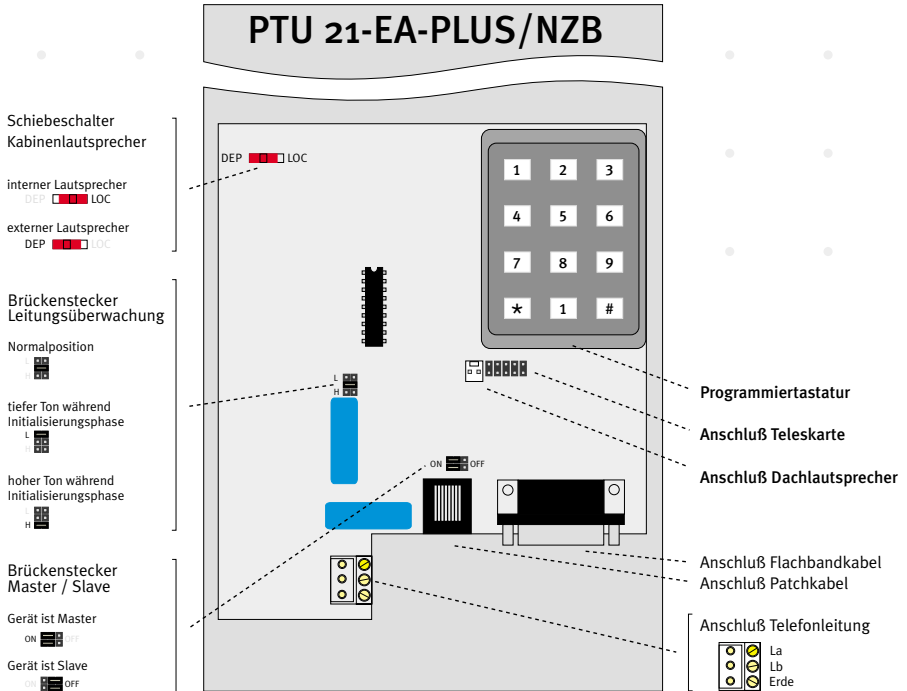 PTU 21-EA-PLUS/NZB
Schiebeschalter
Kabinenlautsprecher
interner Lautsprecher
DEP LOC
externer Lautsprecher
DEP LOC
Brückenstecker
Leitungsüberwachung
Normalposition
L
H
tiefer Ton während
Initialisierungsphase
L
H
hoher Ton während
Initialisierungsphase
L
H
Brückenstecker
Master / Slave
Gerät ist Master
ON OFF
Gerät ist Slave
ON OFF
DEP LOC
1 2 3
4 5 6
7 8 9
* 1 #
L
H
ON OFF
Programmiertastatur
Anschluß Teleskarte
Anschluß Dachlautsprecher
Anschluß Flachbandkabel
Anschluß Patchkabel
Anschluß Telefonleitung
La
Lb
Erde